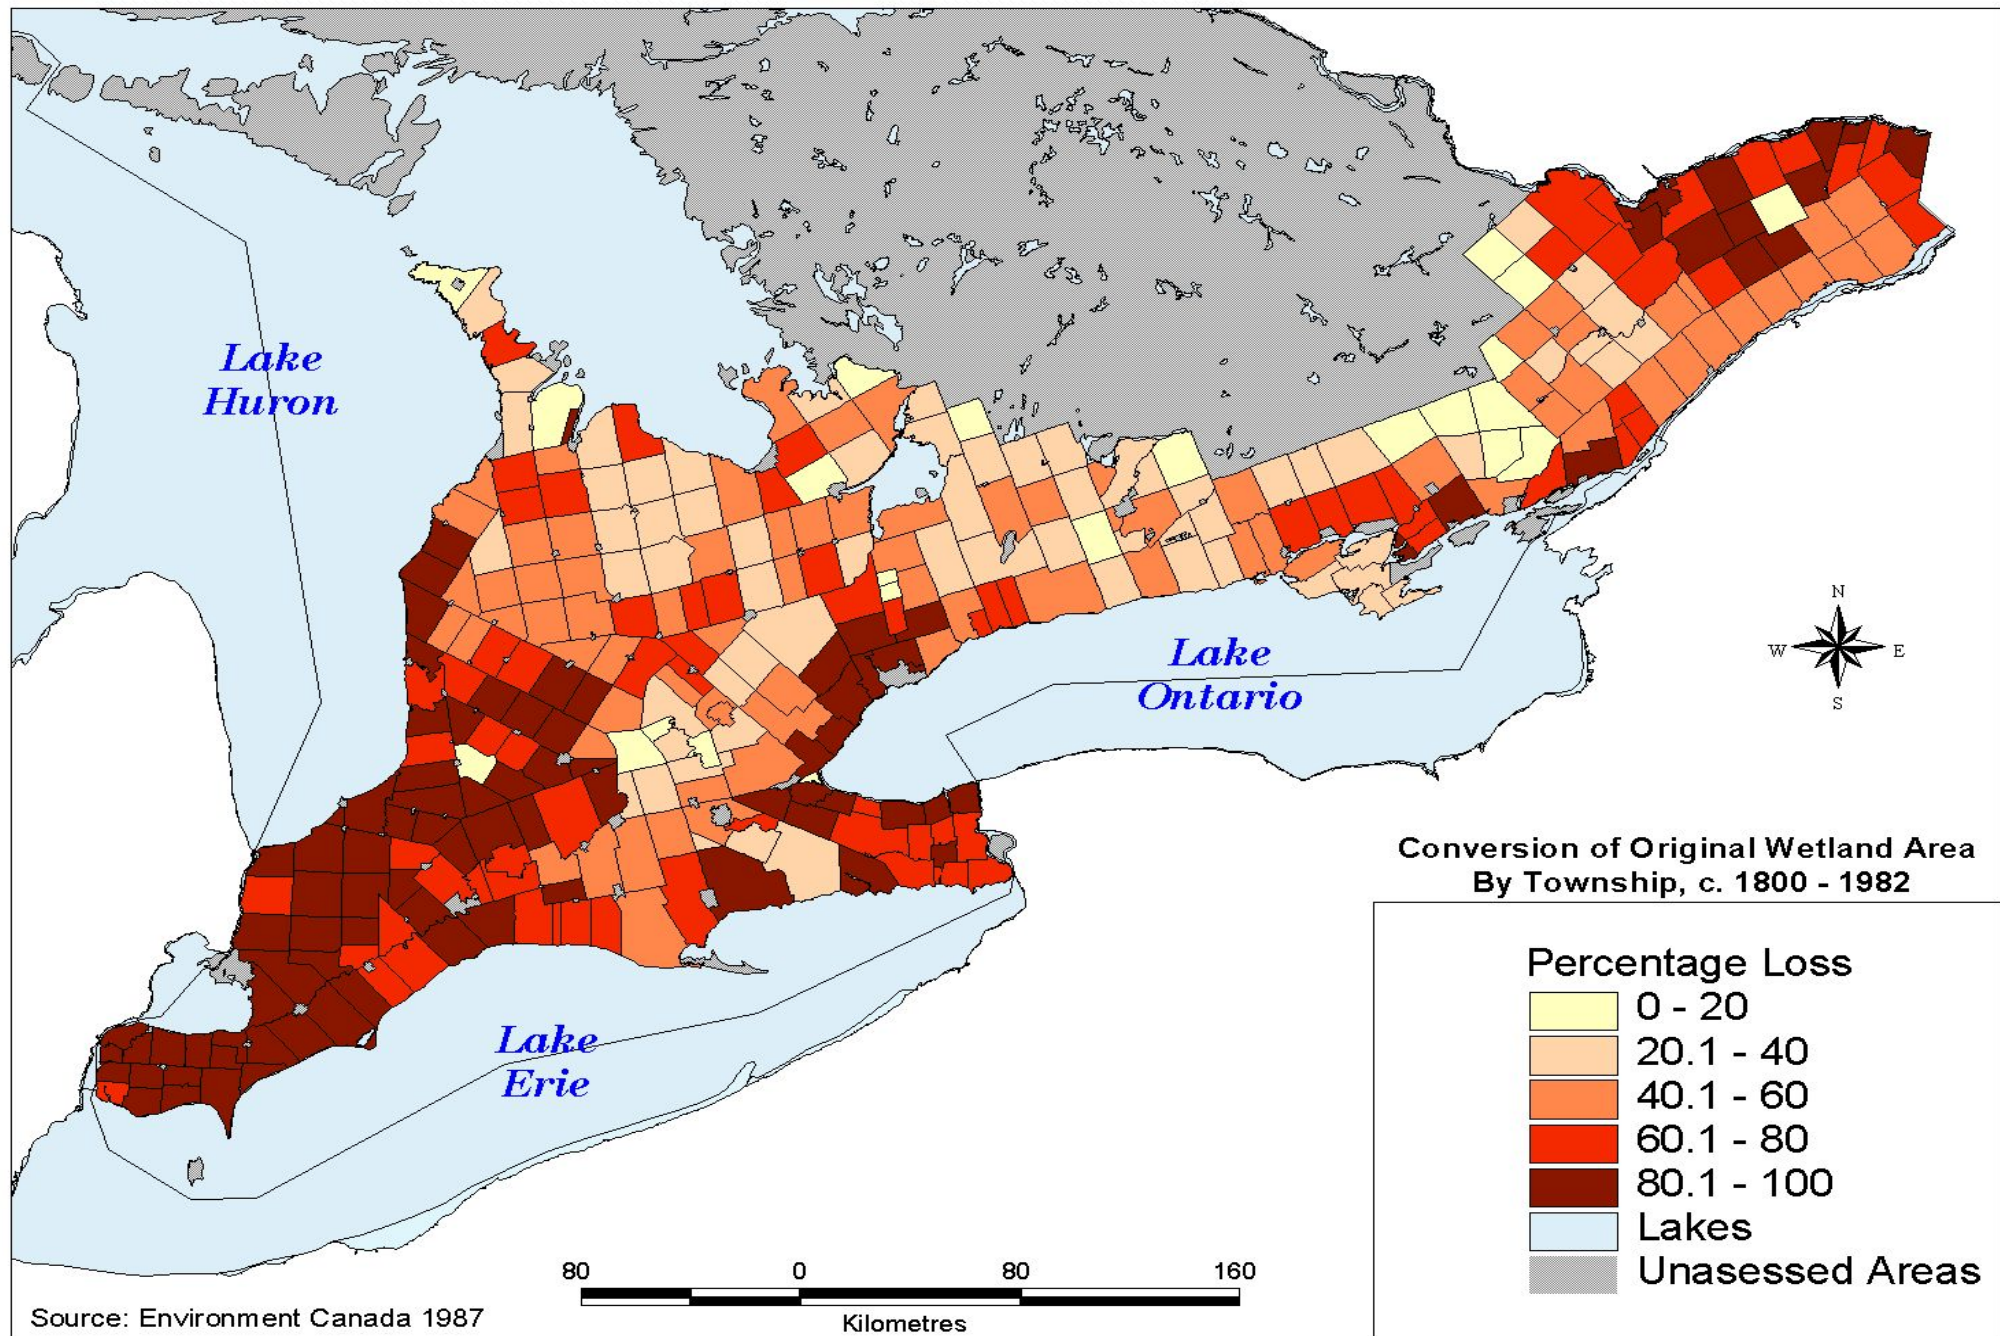 Lake
Huron
Lake
Ontario
Lake
Erie
N
W
E
S
Conversion of Original Wetland Area
By Township, c. 1800 - 1982
Percentage Loss
0 - 20
20.1 - 40
40.1 - 60
60.1 - 80
80.1 - 100
Lakes
Unasessed Areas
80 0 80 160
Kilometres
Source: Environment Canada 1987